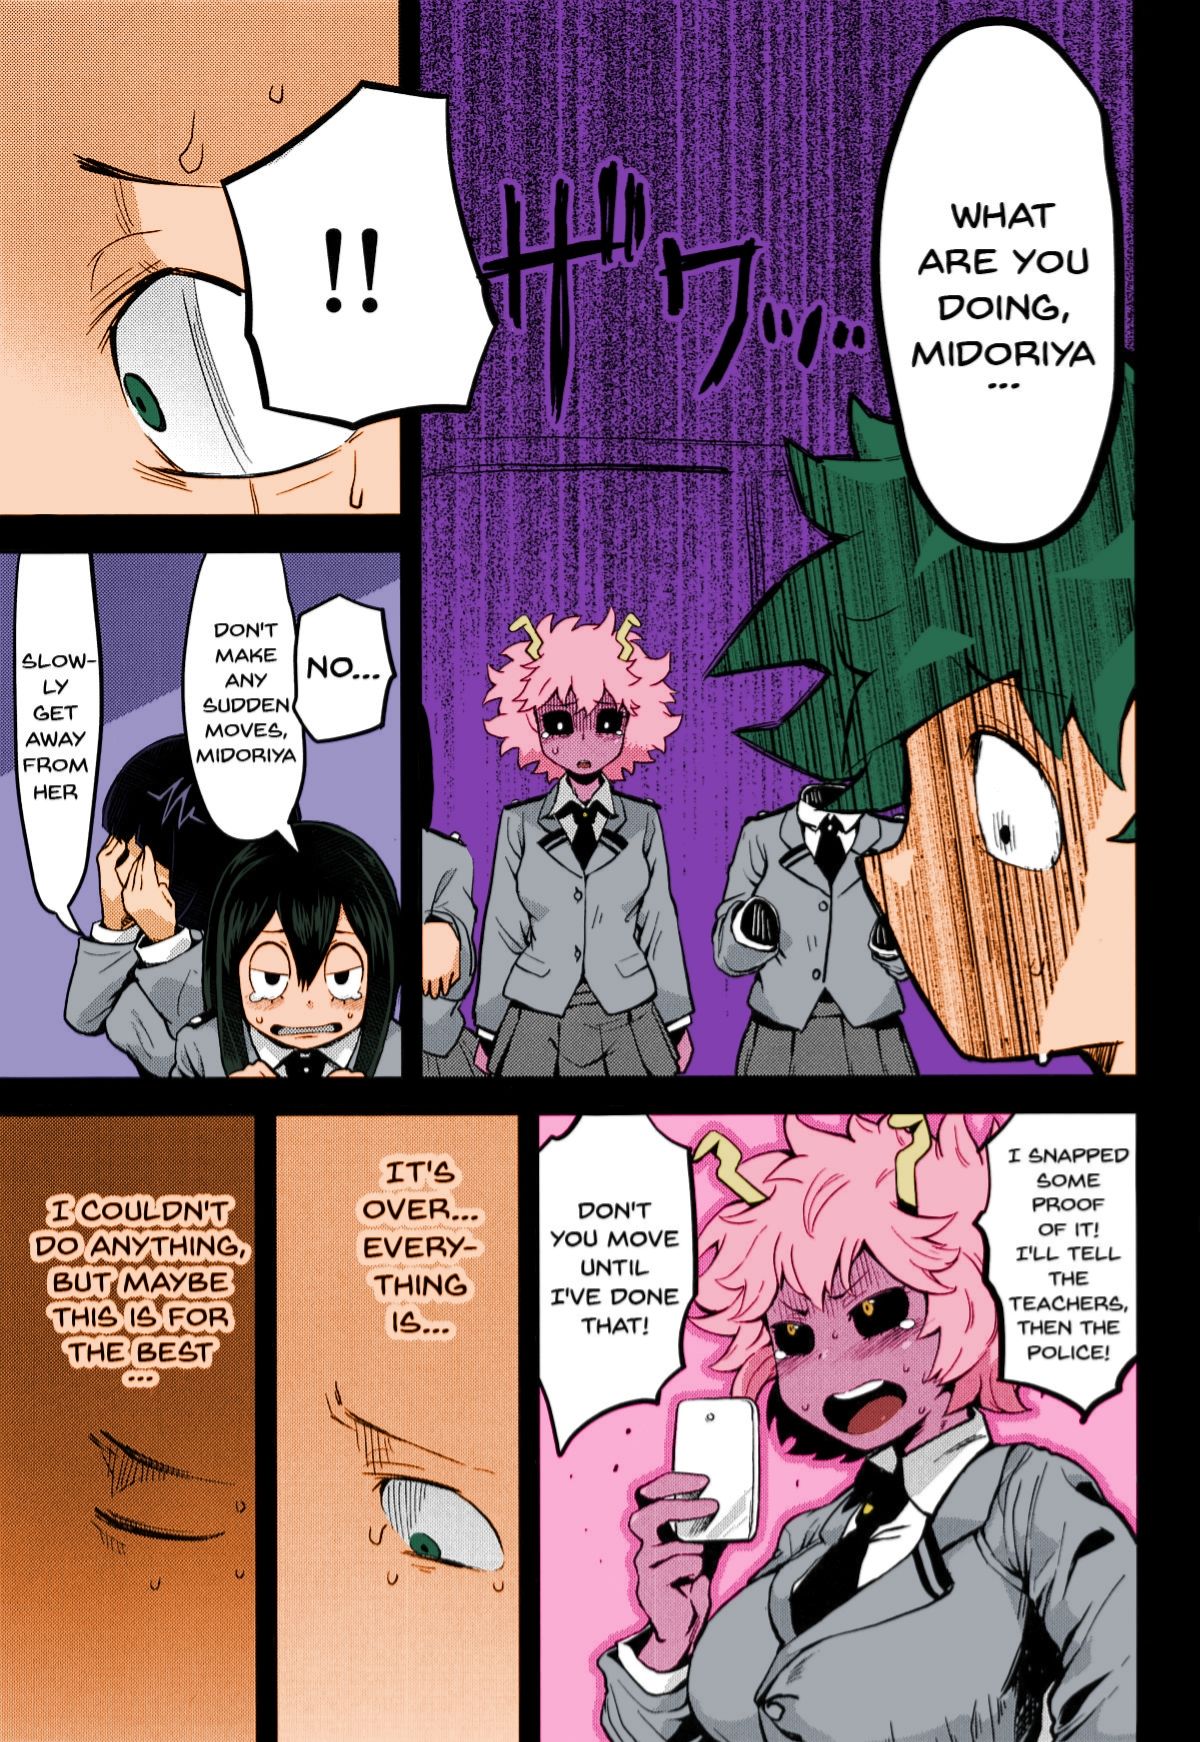 WHAT
ARE YOU
DOING,
MIDORIYA
...
ザワッ...
!!
NO...
DON'T
MAKE
ANY
SUDDEN
MOVES,
MIDORIYA
SLOW-
LY
GET
AWAY
FROM
HER
I SNAPPED
SOME
PROOF
OF IT!
I'LL TELL
THE
TEACHERS,
THEN THE
POLICE!
DON'T
YOU MOVE
UNTIL
I'VE DONE
THAT!
IT'S
OVER...
EVERY-
THING
IS...
I COULDN'T
DO ANYTHING,
BUT MAYBE
THIS IS FOR
THE BEST
...